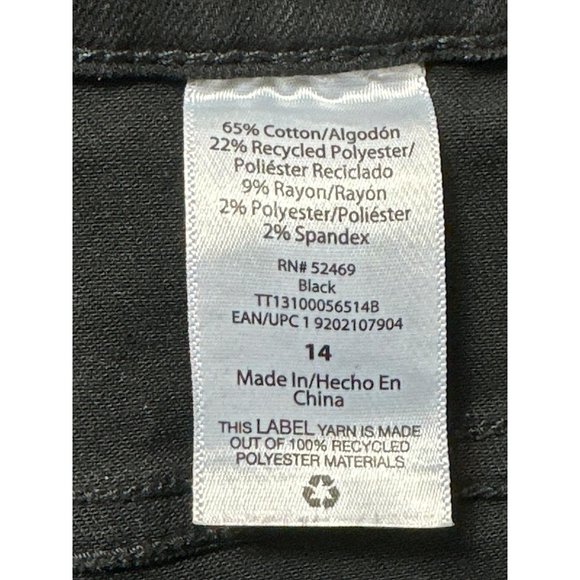 65% Cotton/Algodón
22% Recycled Polyester/
Poliéster Reciclado
9% Rayon/Rayón
2% Polyester/Poliéster
2% Spandex
RN# 52469
Black
TT13100056514B
EAN/UPC 1 9202107904
14
Made In/Hecho En
China
THIS LABEL YARN IS MADE
OUT OF 100% RECYCLED
POLYESTER MATERIALS